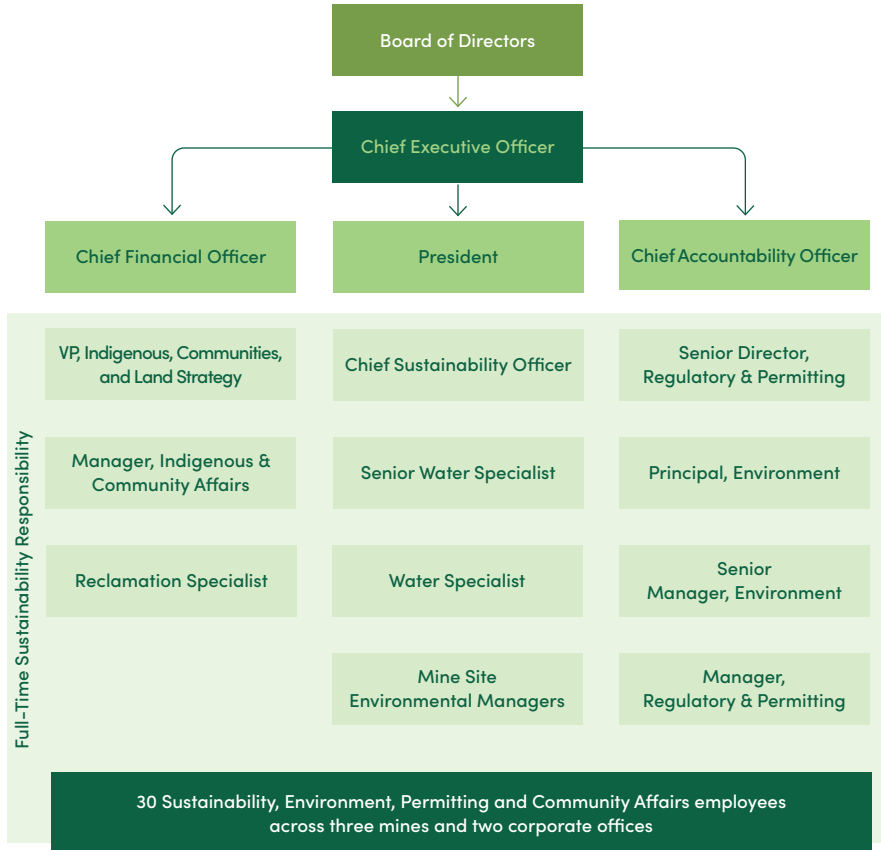 Board of Directors
Chief Executive Officer
Chief Financial Officer
President
Chief Accountability Officer
Full-Time Sustainability Responsibility
VP, Indigenous, Communities,
and Land Strategy
Chief Sustainability Officer
Senior Director,
Regulatory & Permitting
Manager, Indigenous &
Community Affairs
Senior Water Specialist
Principal, Environment
Reclamation Specialist
Water Specialist
Senior
Manager, Environment
Mine Site
Environmental Managers
Manager,
Regulatory & Permitting
30 Sustainability, Environment, Permitting and Community Affairs employees
across three mines and two corporate offices